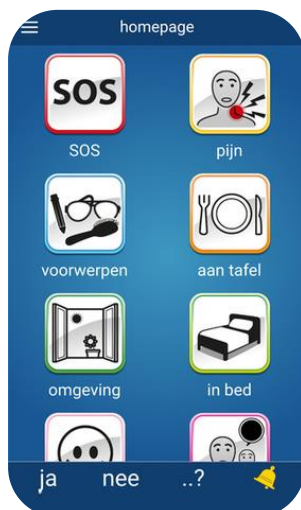 homepage
SOS
SOS
pijn
voorwerpen
aan tafel
omgeving
in bed
ja nee ..?